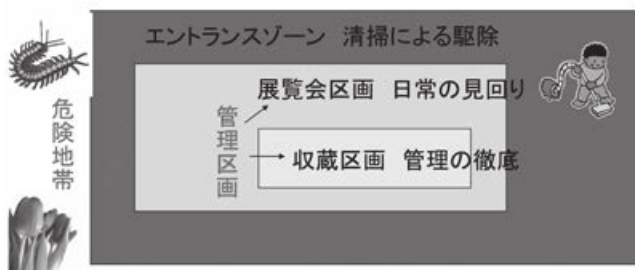 エントランスゾーン 清掃による駆除
展覧会区画 日常の見回り
管理区画
収蔵区画 管理の徹底
危険地帯